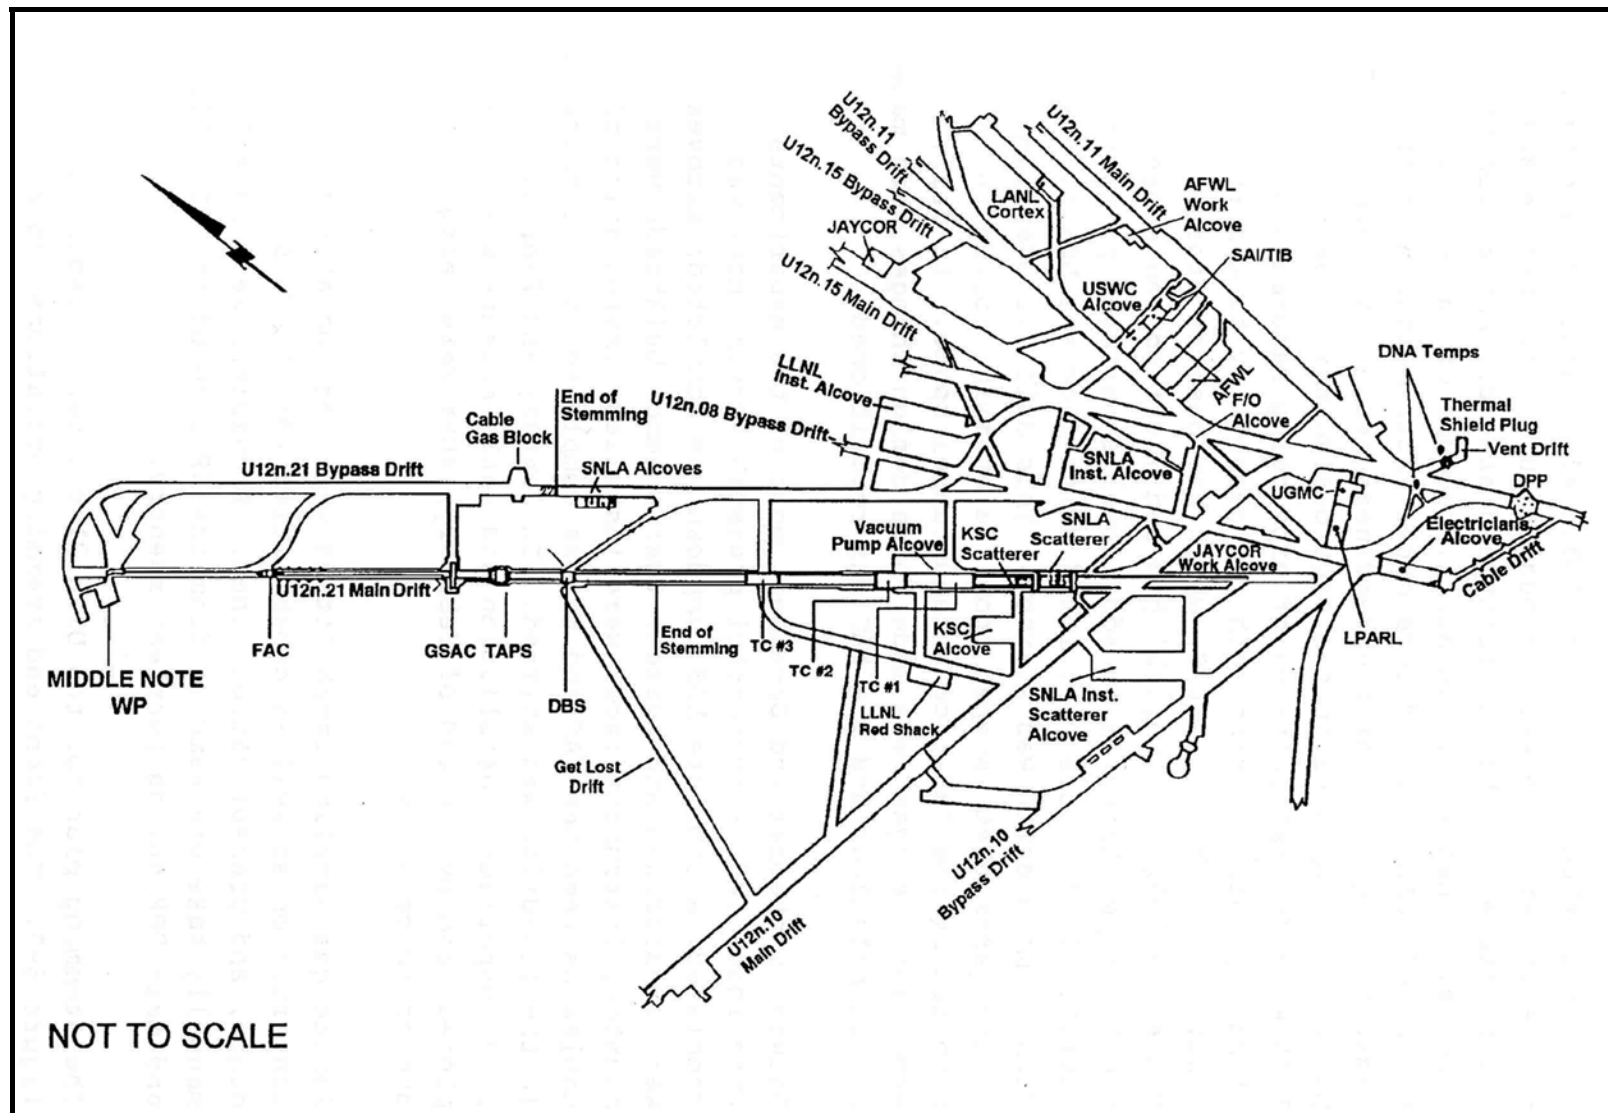 U12n.11
Bypass Drift
U12n.11 Main Drift
U12n.15 Bypass Drift
LANL
Cortex
AFWL
Work
Alcove
JAYCOR
SAI/TIB
U12n.15 Main Drift
USWC
Alcove
DNA Temps
LLNL
Inst. Alcove
AFWL
F/O
Alcove
Thermal
Shield Plug
Vent Drift
End of
Stemming
Cable
Gas Block
U12n.08 Bypass Drift
U12n.21 Bypass Drift
SNLA Alcoves
SNLA
Inst. Alcove
UGMC
DPP
Electricians
Alcove
Vacuum
Pump Alcove
KSC
Scatterer
SNLA
Scatterer
JAYCOR
Work Alcove
Cable Drift
U12n.21 Main Drift
FAC
GSAC
TAPS
End of
Stemming
TC #3
TC #2
TC #1
KSC
Alcove
LPARL
MIDDLE NOTE
WP
DBS
LLNL
Red Shack
SNLA Inst.
Scatterer
Alcove
Get Lost
Drift
U12n.10
Bypass Drift
U12n.10
Main Drift
NOT TO SCALE